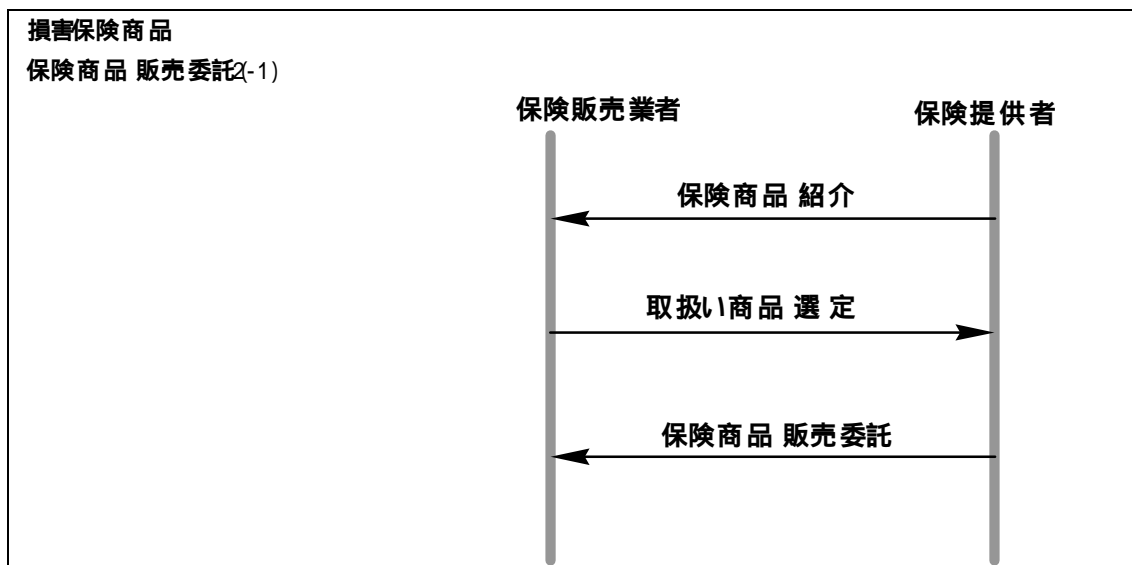 損害保険商品
保険商品 販売委託2(-1)
保険販売業者
保険提供者
保険商品 紹介
取扱い商品 選定
保険商品 販売委託